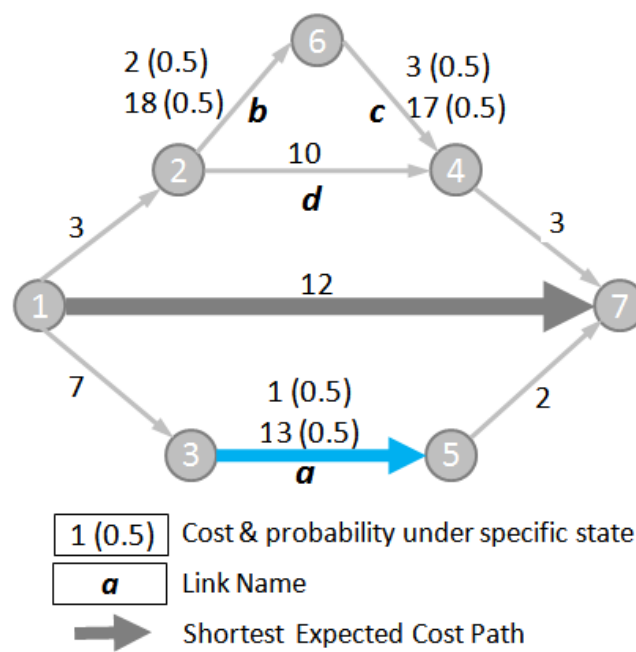 6
2 (0.5)
18 (0.5)
b
3 (0.5)
17 (0.5)
c
2
10
4
d
3
3
1
12
7
7
1 (0.5)
13 (0.5)
2
3
5
a
1 (0.5) Cost & probability under specific state
a Link Name
Shortest Expected Cost Path